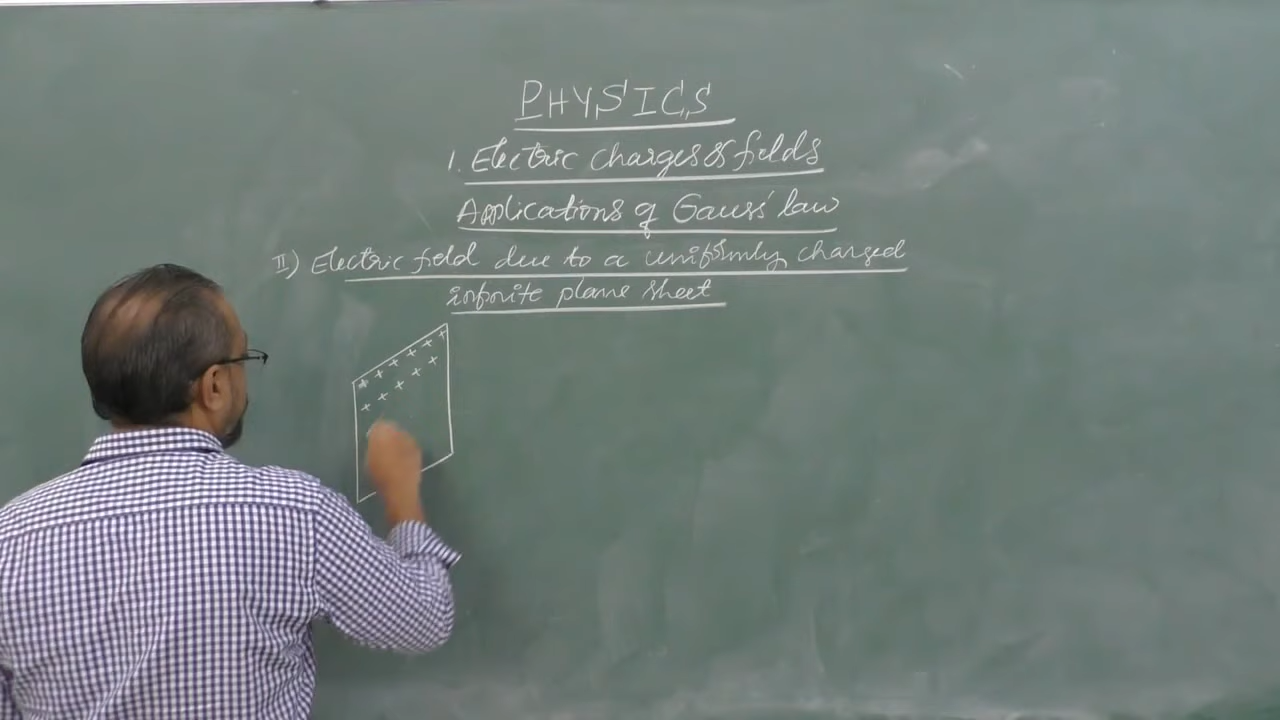 PHYSICS
1. Electric charges & fields
Applications of Gauss' law
II) Electric field due to a uniformly charged
infinite plane sheet
+ + + + + +
+ + + + +